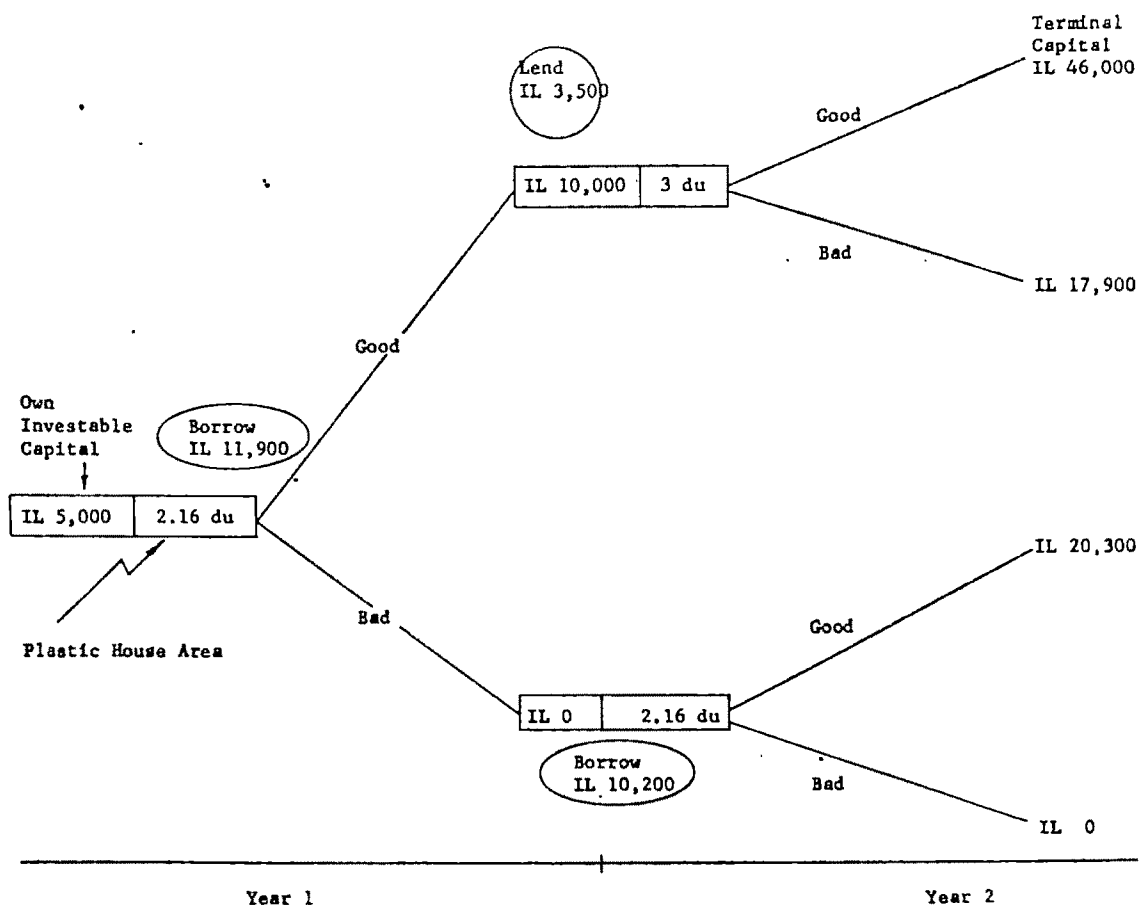 Terminal
Capital
IL 46,000
Lend
IL 3,500
Good
IL 10,000 3 du
Bad
IL 17,900
Good
Own
Investable
Capital
Borrow
IL 11,900
IL 5,000 2.16 du
IL 20,300
Bad
Good
Plastic House Area
IL 0 2.16 du
Borrow
IL 10,200
Bad
IL 0
Year 1 Year 2